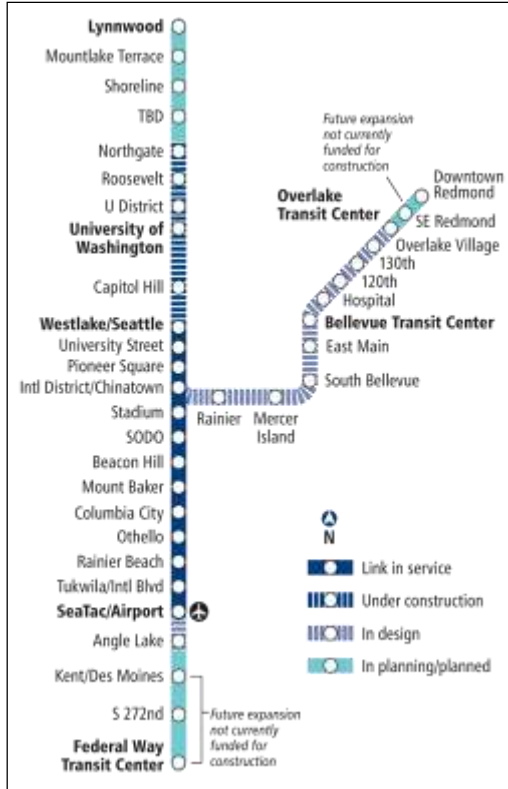 Lynnwood
Mountlake Terrace
Shoreline
TBD
Northgate
Roosevelt
U District
University of
Washington
Capitol Hill
Westlake/Seattle
University Street
Pioneer Square
Intl District/Chinatown
Stadium
SODO
Beacon Hill
Mount Baker
Columbia City
Othello
Rainier Beach
Tukwila/Intl Blvd
SeaTac/Airport
Angle Lake
Kent/Des Moines
S 272nd
Federal Way
Transit Center
Future expansion
not currently
funded for
construction
Future expansion
not currently
funded for
construction
Downtown
Redmond
SE Redmond
Overlake
Transit Center
Overlake Village
130th
120th
Hospital
Bellevue Transit Center
East Main
South Bellevue
Mercer
Island
Rainier
N
Link in service
Under construction
In design
In planning/planned